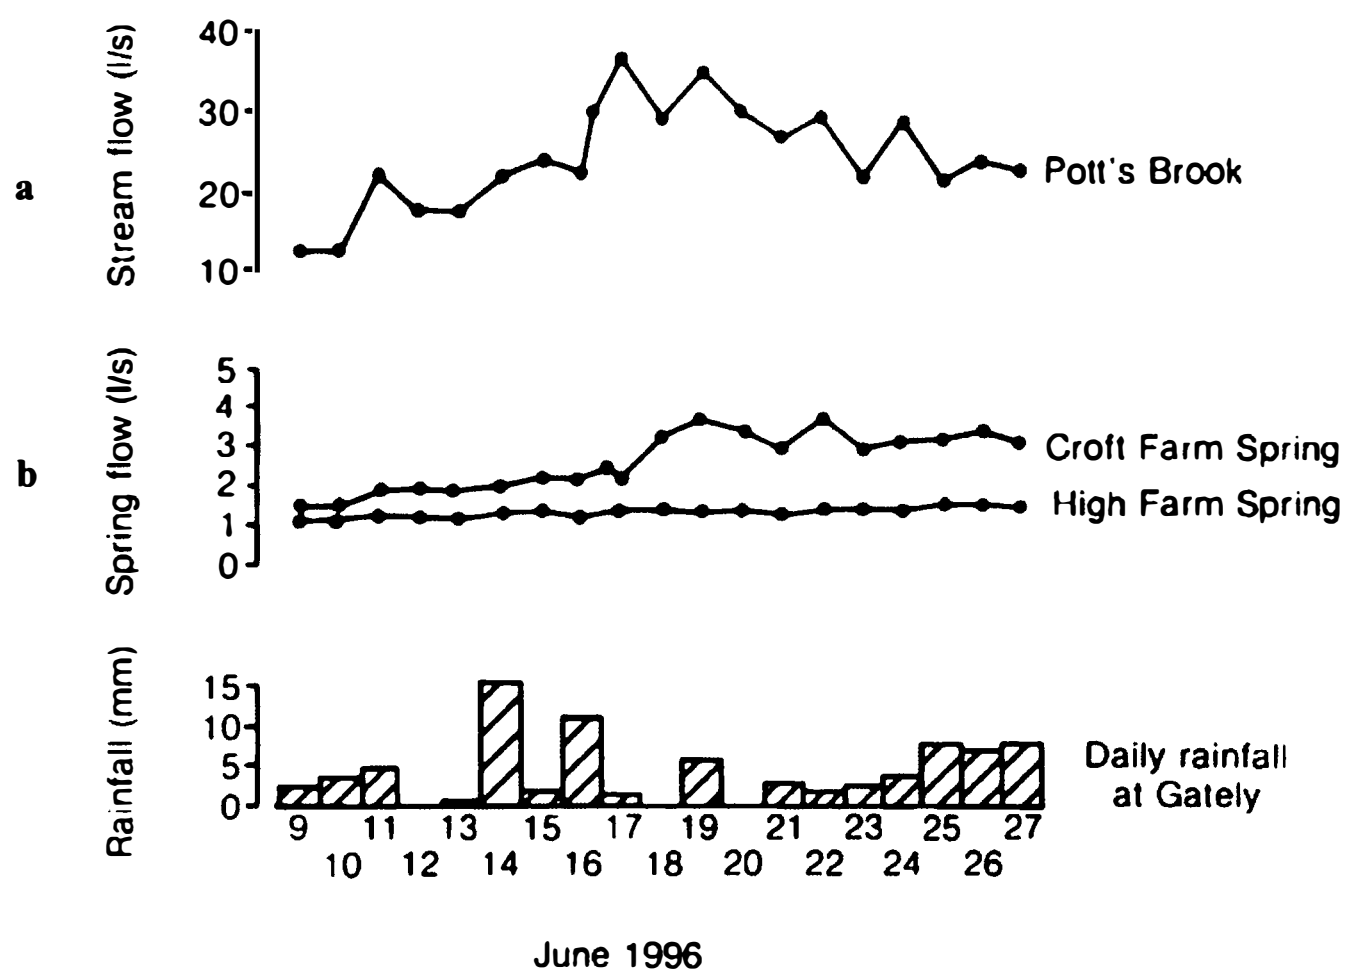 a
Stream flow (l/s)
40
30
20
10
Pott's Brook
b
Spring flow (l/s)
5
4
3
2
1
0
Croft Farm Spring
High Farm Spring
Rainfall (mm)
15
10
5
0
Daily rainfall
at Gately
9 11 13 15 17 19 21 23 25 27
10 12 14 16 18 20 22 24 26
June 1996